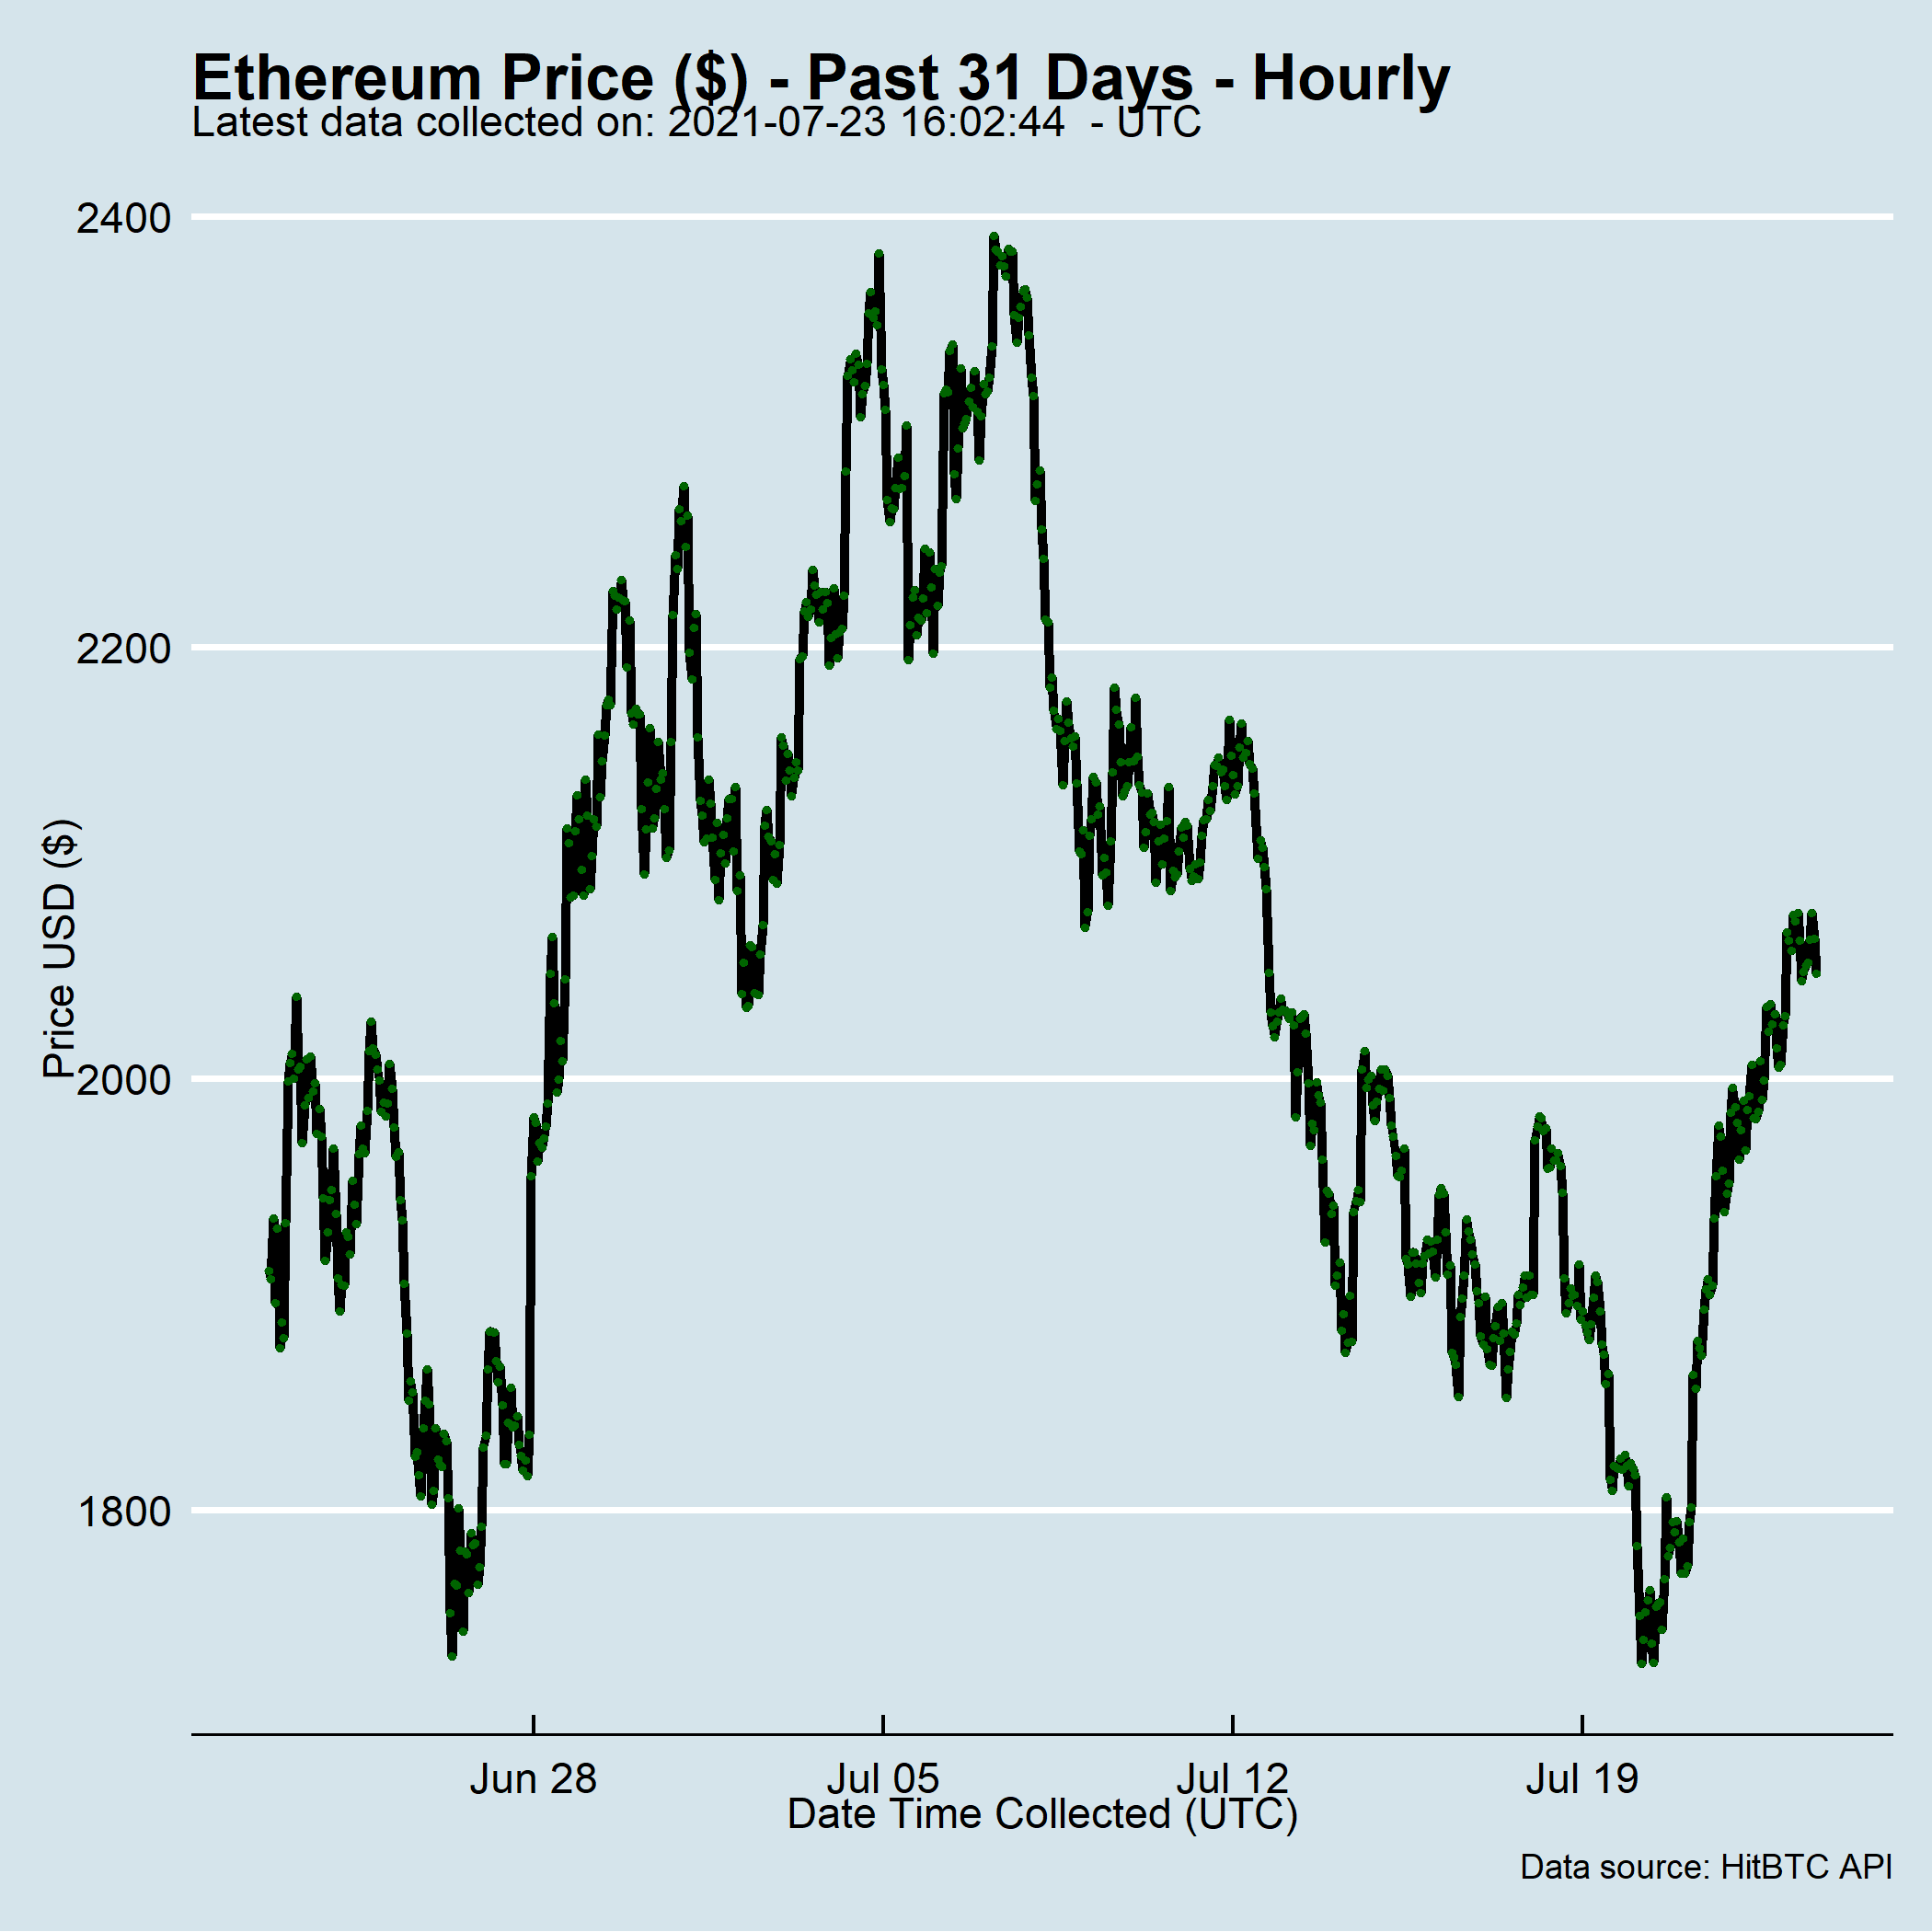 Ethereum Price ($) - Past 31 Days - Hourly
Latest data collected on: 2021-07-23 16:02:44  - UTC
2400
2200
2000
1800
Price USD ($)
Jun 28
Jul 05
Jul 12
Jul 19
Date Time Collected (UTC)
Data source: HitBTC API